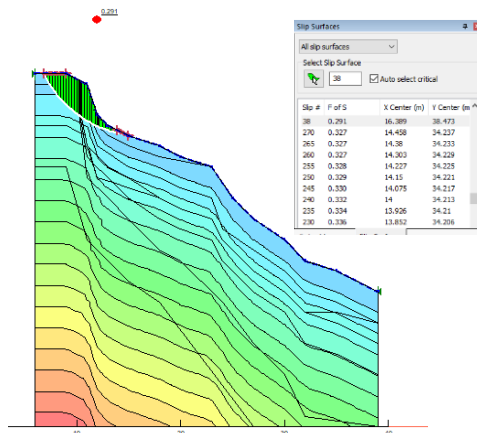 0.291
Slip Surfaces
All slip surfaces
Select Slip Surface
38 Auto select critical
Slip # F of S X Center (m) Y Center (m
38 0.291 16.389 38.473
270 0.327 14.458 34.237
265 0.327 14.38 34.233
260 0.327 14.303 34.229
255 0.328 14.227 34.225
250 0.329 14.15 34.221
245 0.330 14.075 34.217
240 0.332 14 34.213
235 0.334 13.926 34.21
230 0.336 13.852 34.206